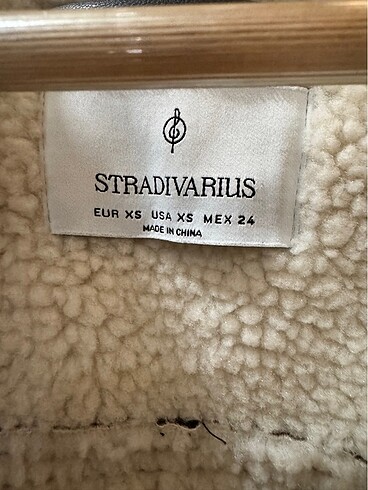 STRADIVARIUS
EUR XS USA XS MEX 24
MADE IN CHINA